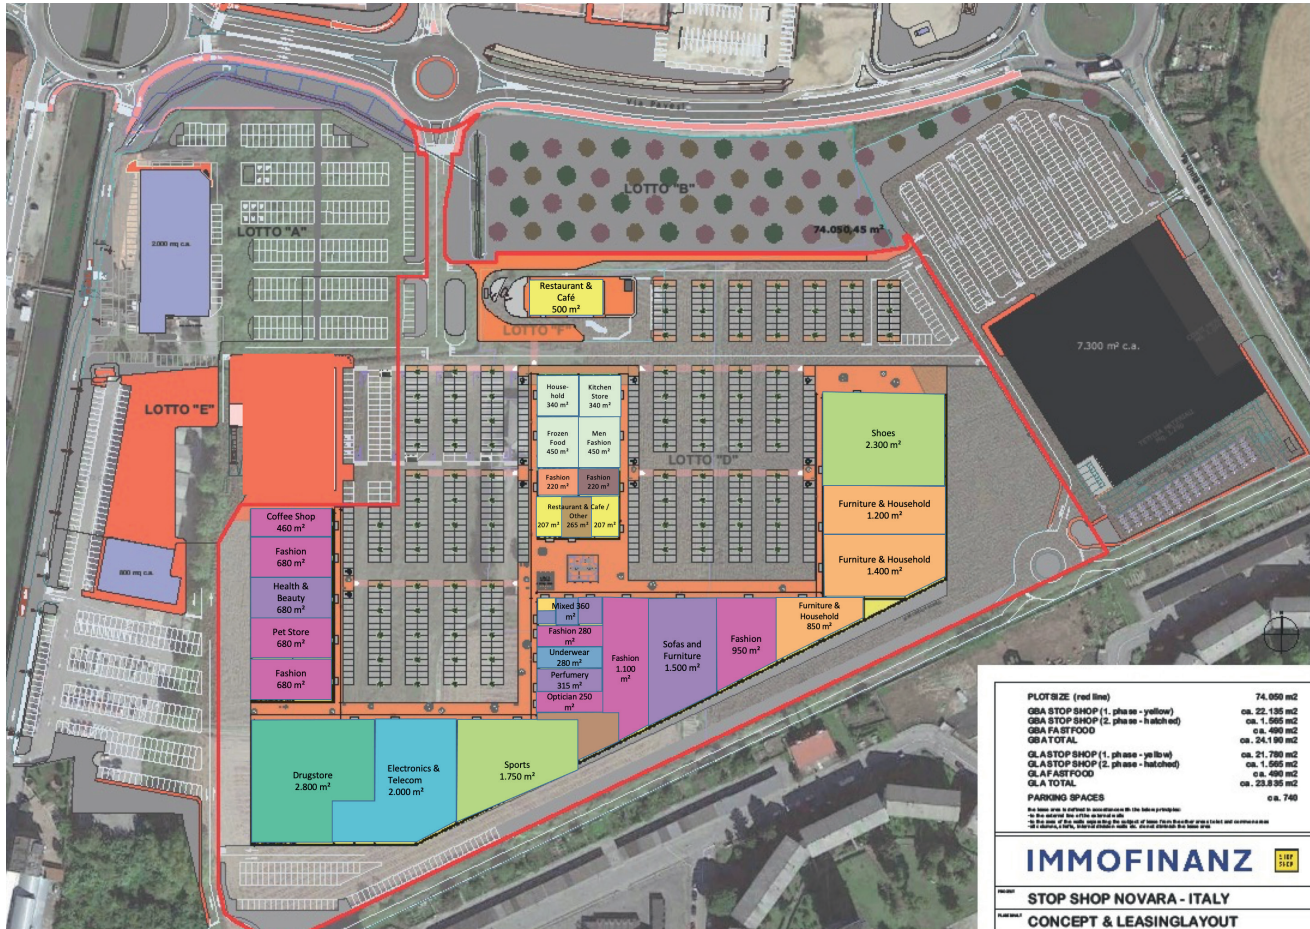 Via Pavesi
LOTTO "B"
74.050,45 m²
2.000 mq c.a.
LOTTO "A"
Restaurant &
Café
500 m²
LOTTO "F"
7.300 m² c.a.
LOTTO "E"
House-
hold
340 m²
Kitchen
Store
340 m²
Frozen
Food
450 m²
Men
Fashion
450 m²
LOTTO "D"
Fashion
220 m²
Fashion
220 m²
Restaurant & Cafe /
Other
207 m²
265 m²
207 m²
Shoes
2.300 m²
Furniture & Household
1.200 m²
Furniture & Household
1.400 m²
Coffee Shop
460 m²
Fashion
680 m²
Health &
Beauty
680 m²
Pet Store
680 m²
Fashion
680 m²
800 mq c.a.
Mixed 360
m²
Fashion 280
m²
Underwear
280 m²
Perfumery
315 m²
Optician 250
m²
Fashion
1.100
m²
Sofas and
Furniture
1.500 m²
Fashion
950 m²
Furniture &
Household
850 m²
Drugstore
2.800 m²
Electronics &
Telecom
2.000 m²
Sports
1.750 m²
PLOTSIZE (red line) 74.050 m2
GBA STOP SHOP (1. phase - yellow) ca. 22.135 m2
GBA STOP SHOP (2. phase - hatched) ca. 1.565 m2
GBA FASTFOOD ca. 490 m2
GBA TOTAL ca. 24.190 m2
GLA STOP SHOP (1. phase - yellow) ca. 21.780 m2
GLA STOP SHOP (2. phase - hatched) ca. 1.565 m2
GLA FASTFOOD ca. 490 m2
GLA TOTAL ca. 23.835 m2
PARKING SPACES ca. 740
IMMOFINANZ
STOP
SHOP
STOP SHOP NOVARA - ITALY
CONCEPT & LEASINGLAYOUT